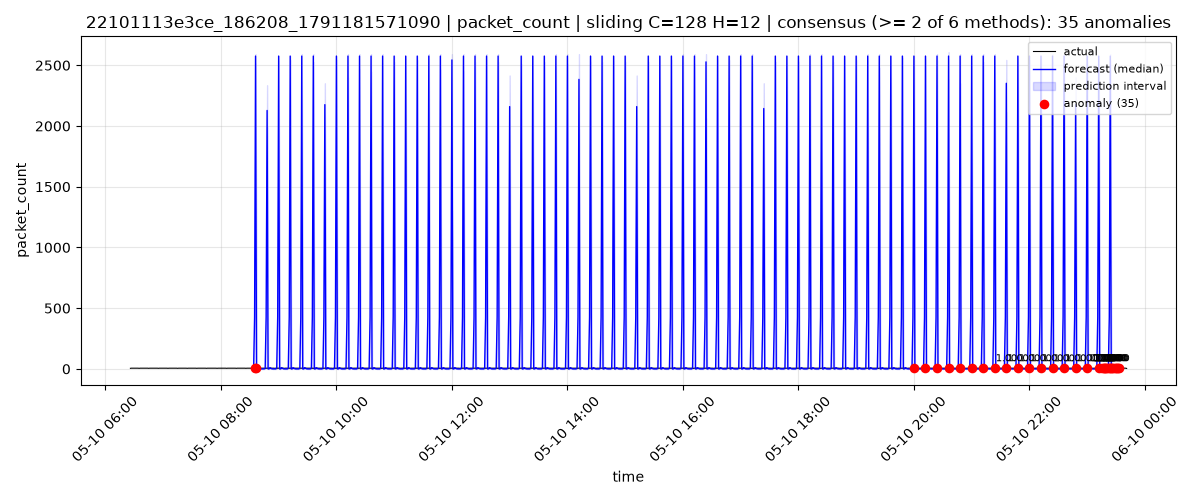 22101113e3ce_186208_1791181571090 | packet_count | sliding C=128 H=12 | consensus (>= 2 of 6 methods): 35 anomalies
actual
forecast (median)
prediction interval
anomaly (35)
packet_count
2500
2000
1500
1000
500
0
05-10 06:00
05-10 08:00
05-10 10:00
05-10 12:00
05-10 14:00
05-10 16:00
05-10 18:00
05-10 20:00
05-10 22:00
06-10 00:00
time